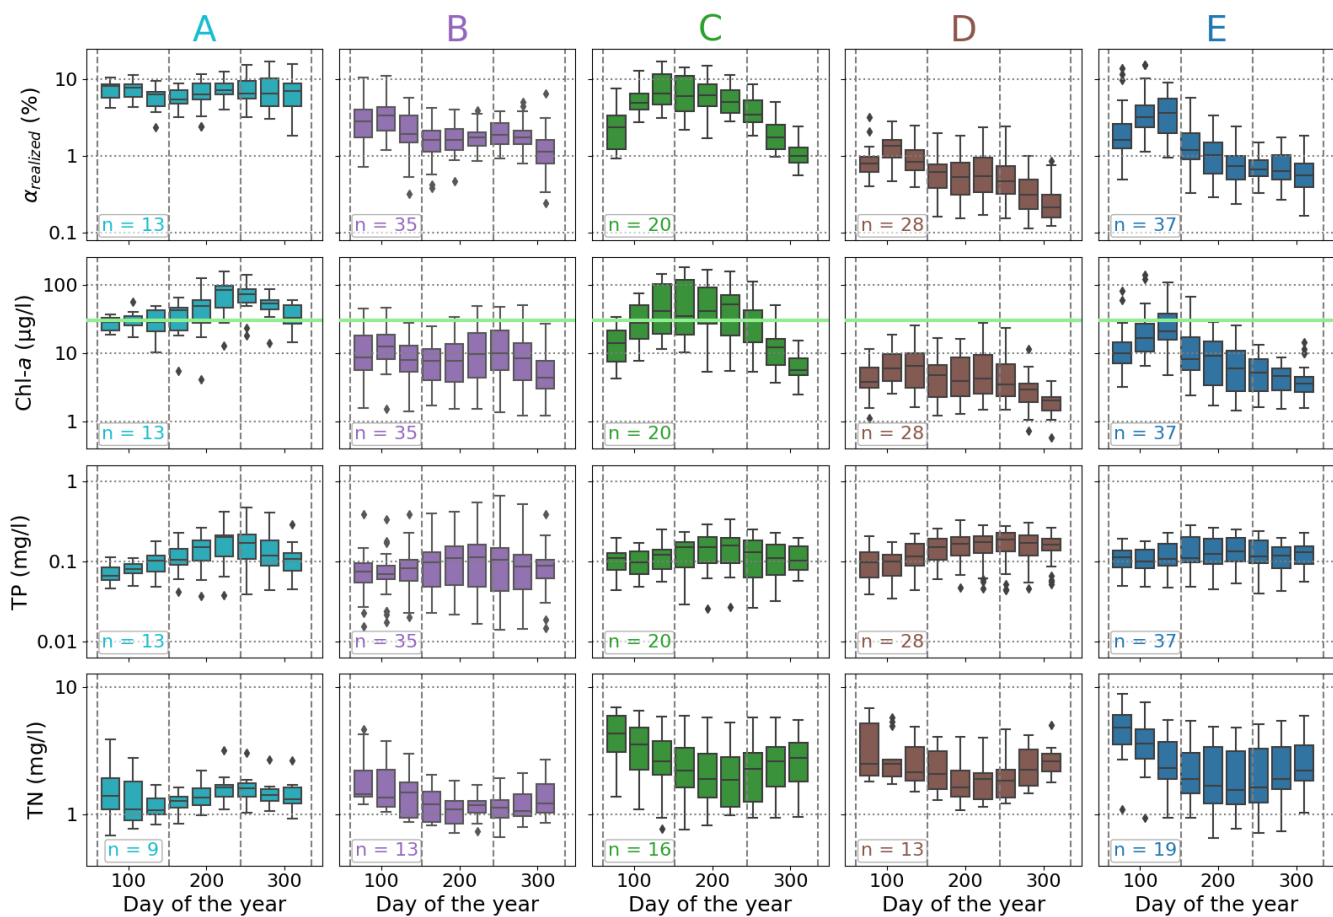 A B C D E
α_realized (%)
10
1
0.1
n = 13 n = 35 n = 20 n = 28 n = 37
Chl-a (µg/l)
100
10
1
n = 13 n = 35 n = 20 n = 28 n = 37
TP (mg/l)
1
0.1
0.01
n = 13 n = 35 n = 20 n = 28 n = 37
TN (mg/l)
10
1
n = 9 n = 13 n = 16 n = 13 n = 19
100 200 300 100 200 300 100 200 300 100 200 300 100 200 300
Day of the year Day of the year Day of the year Day of the year Day of the year